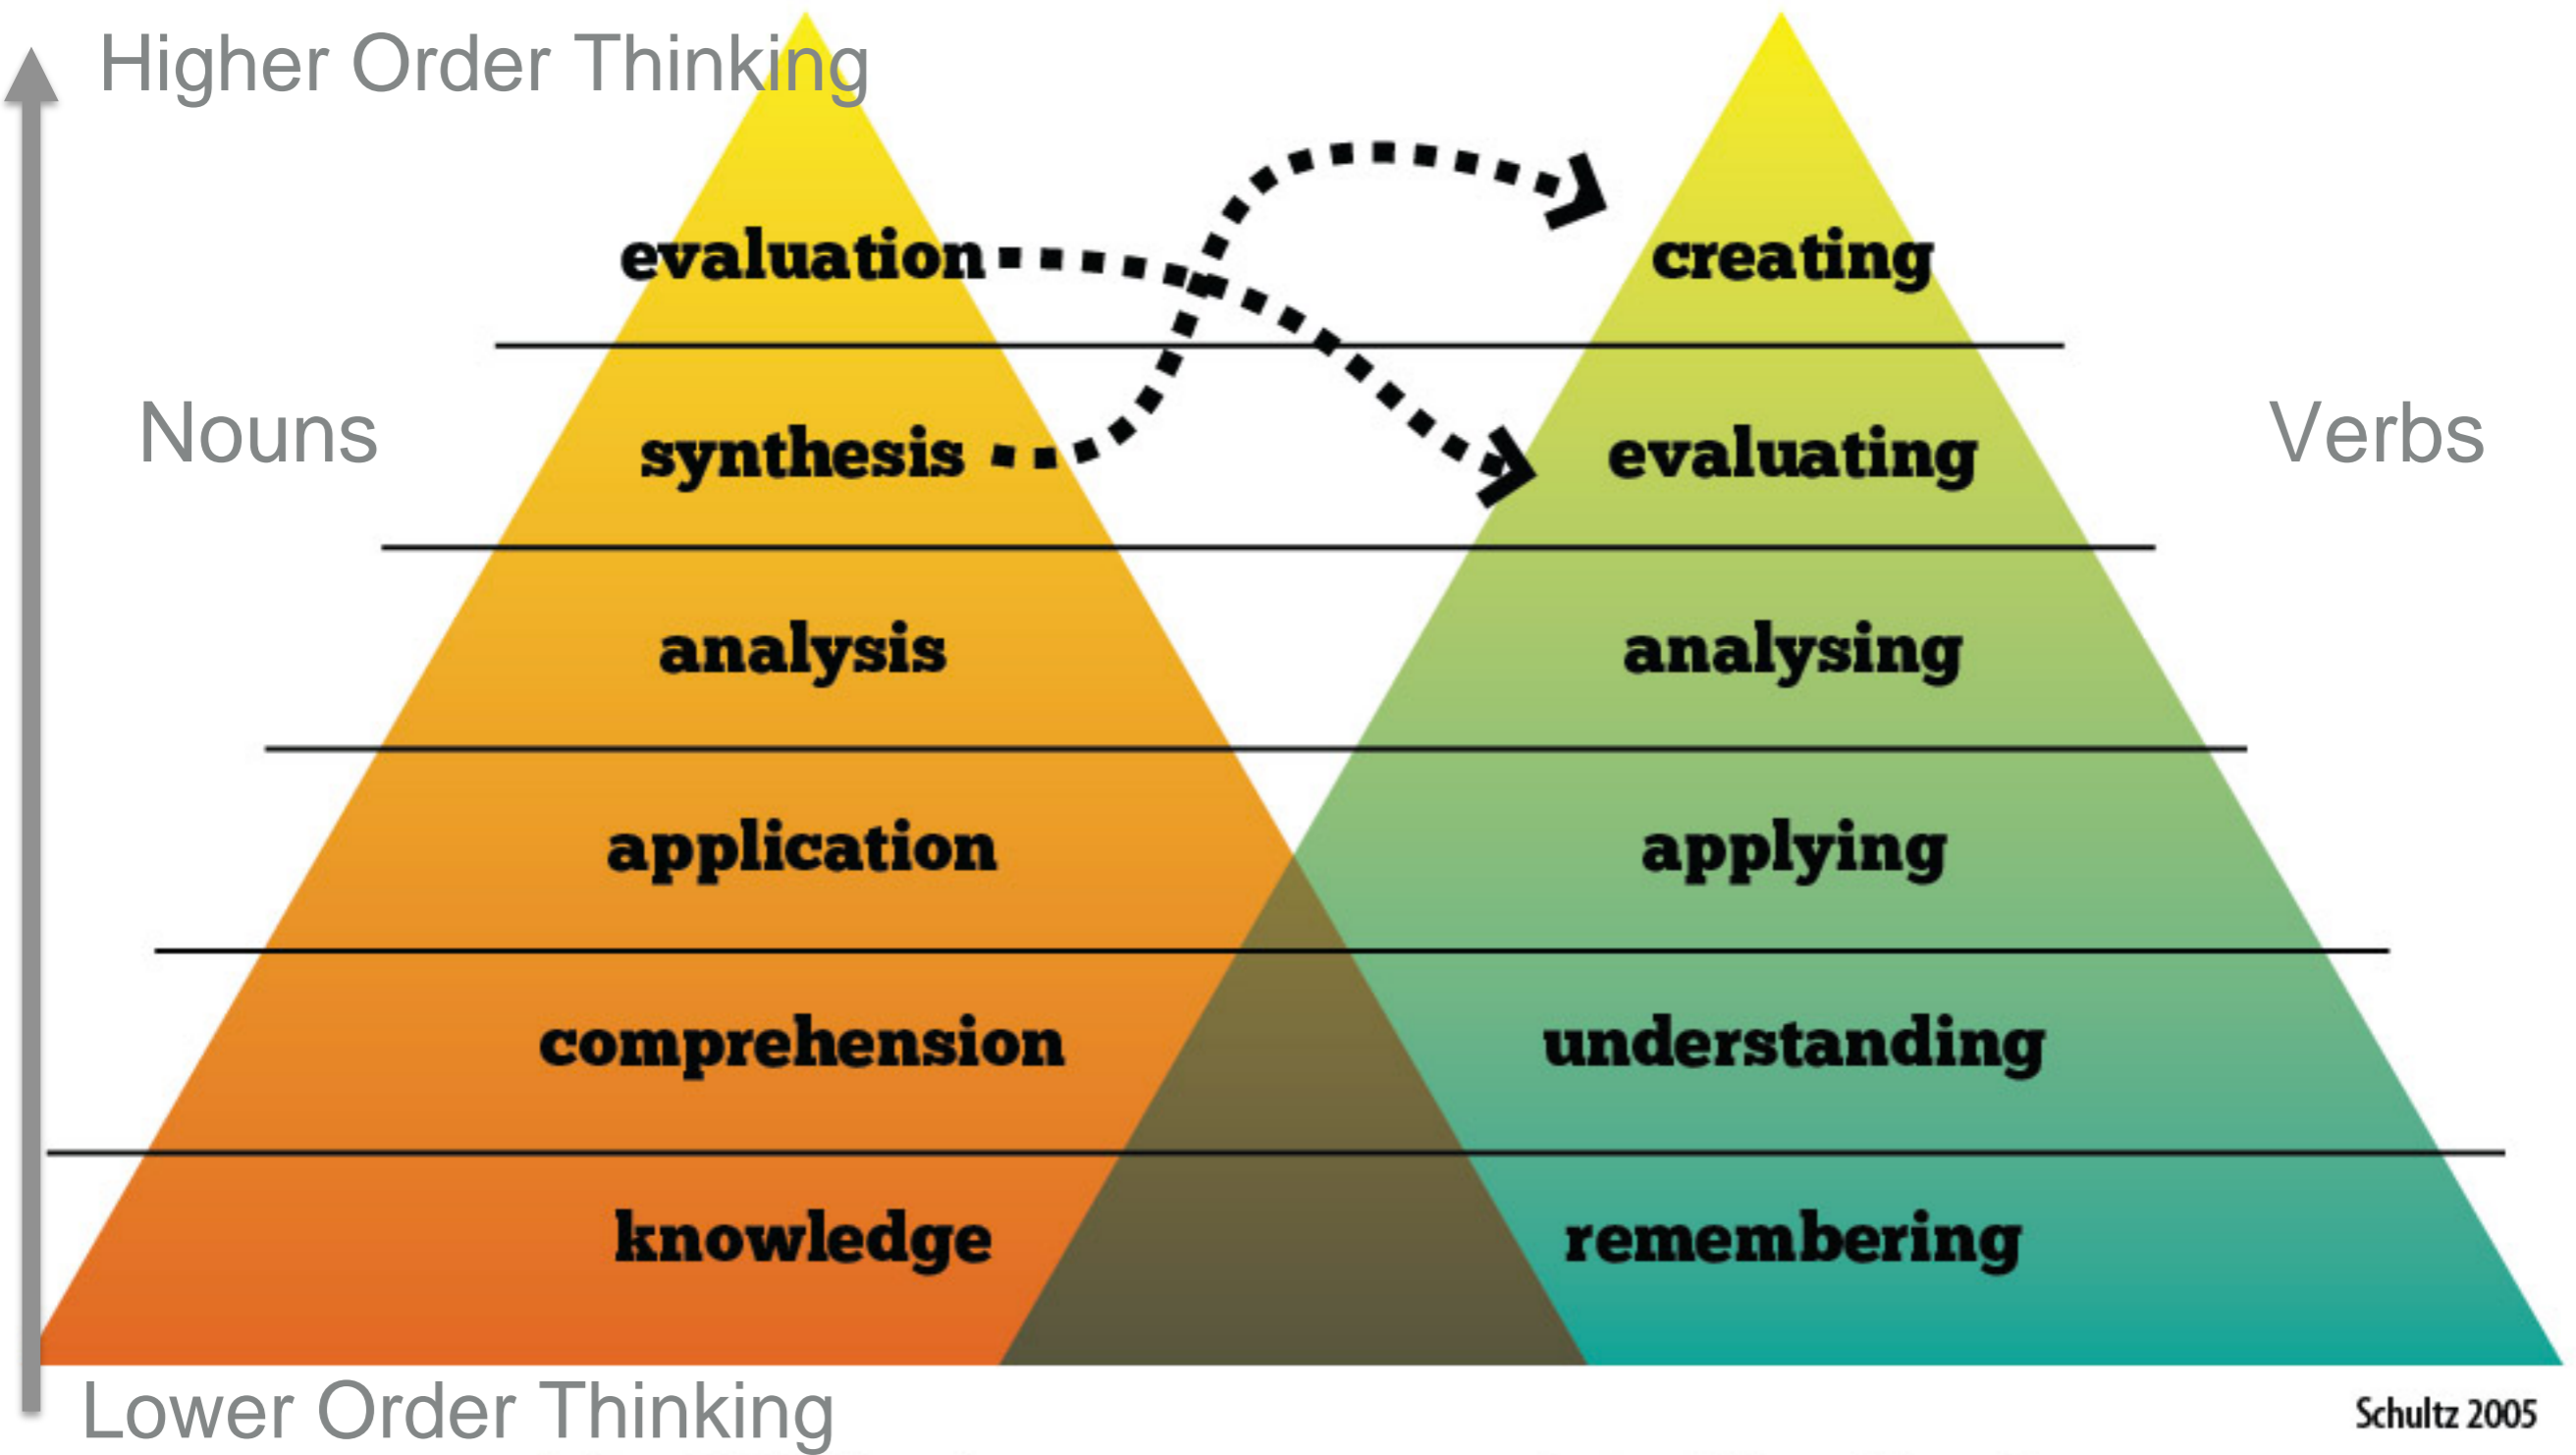 Higher Order Thinking
evaluation
creating
Nouns
synthesis
evaluating
Verbs
analysis
analysing
application
applying
comprehension
understanding
knowledge
remembering
Lower Order Thinking
Schultz 2005